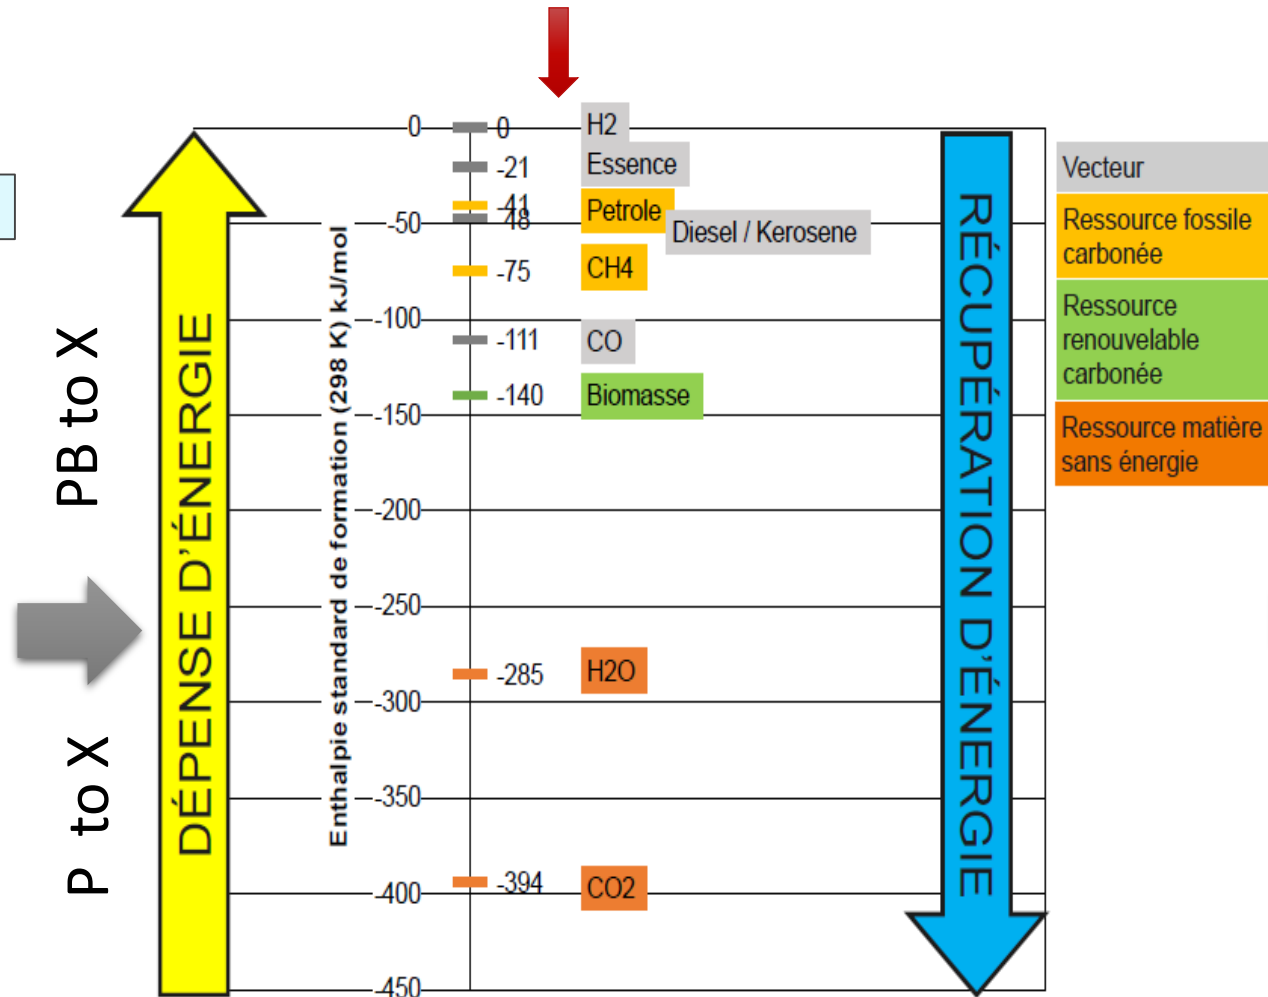 0
0
H2
-21
Essence
-41
Petrole
-48
-50
Diesel / Kerosene
-75
CH4
-100
-111
CO
-140
Biomasse
-150
-200
-250
-285
H2O
-300
-350
-394
CO2
-400
-450
Enthalpie standard de formation (298 K) kJ/mol
DÉPENSE D'ÉNERGIE
RÉCUPÉRATION D'ÉNERGIE
PB to X
P to X
Vecteur
Ressource fossile
carbonée
Ressource
renouvelable
carbonée
Ressource matière
sans énergie